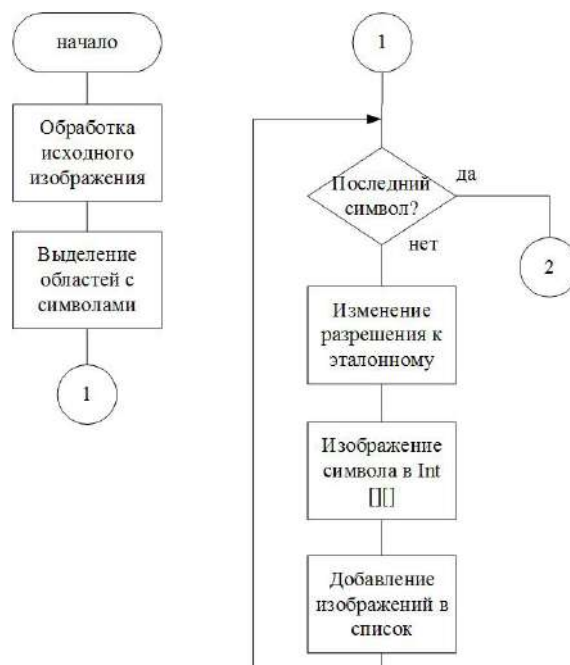 начало
Обработка
исходного
изображения
Выделение
областей с
символами
1
1
Последний
символ?
да
нет
2
Изменение
разрешения к
эталонному
Изображение
символа в Int
[][]
Добавление
изображений в
список